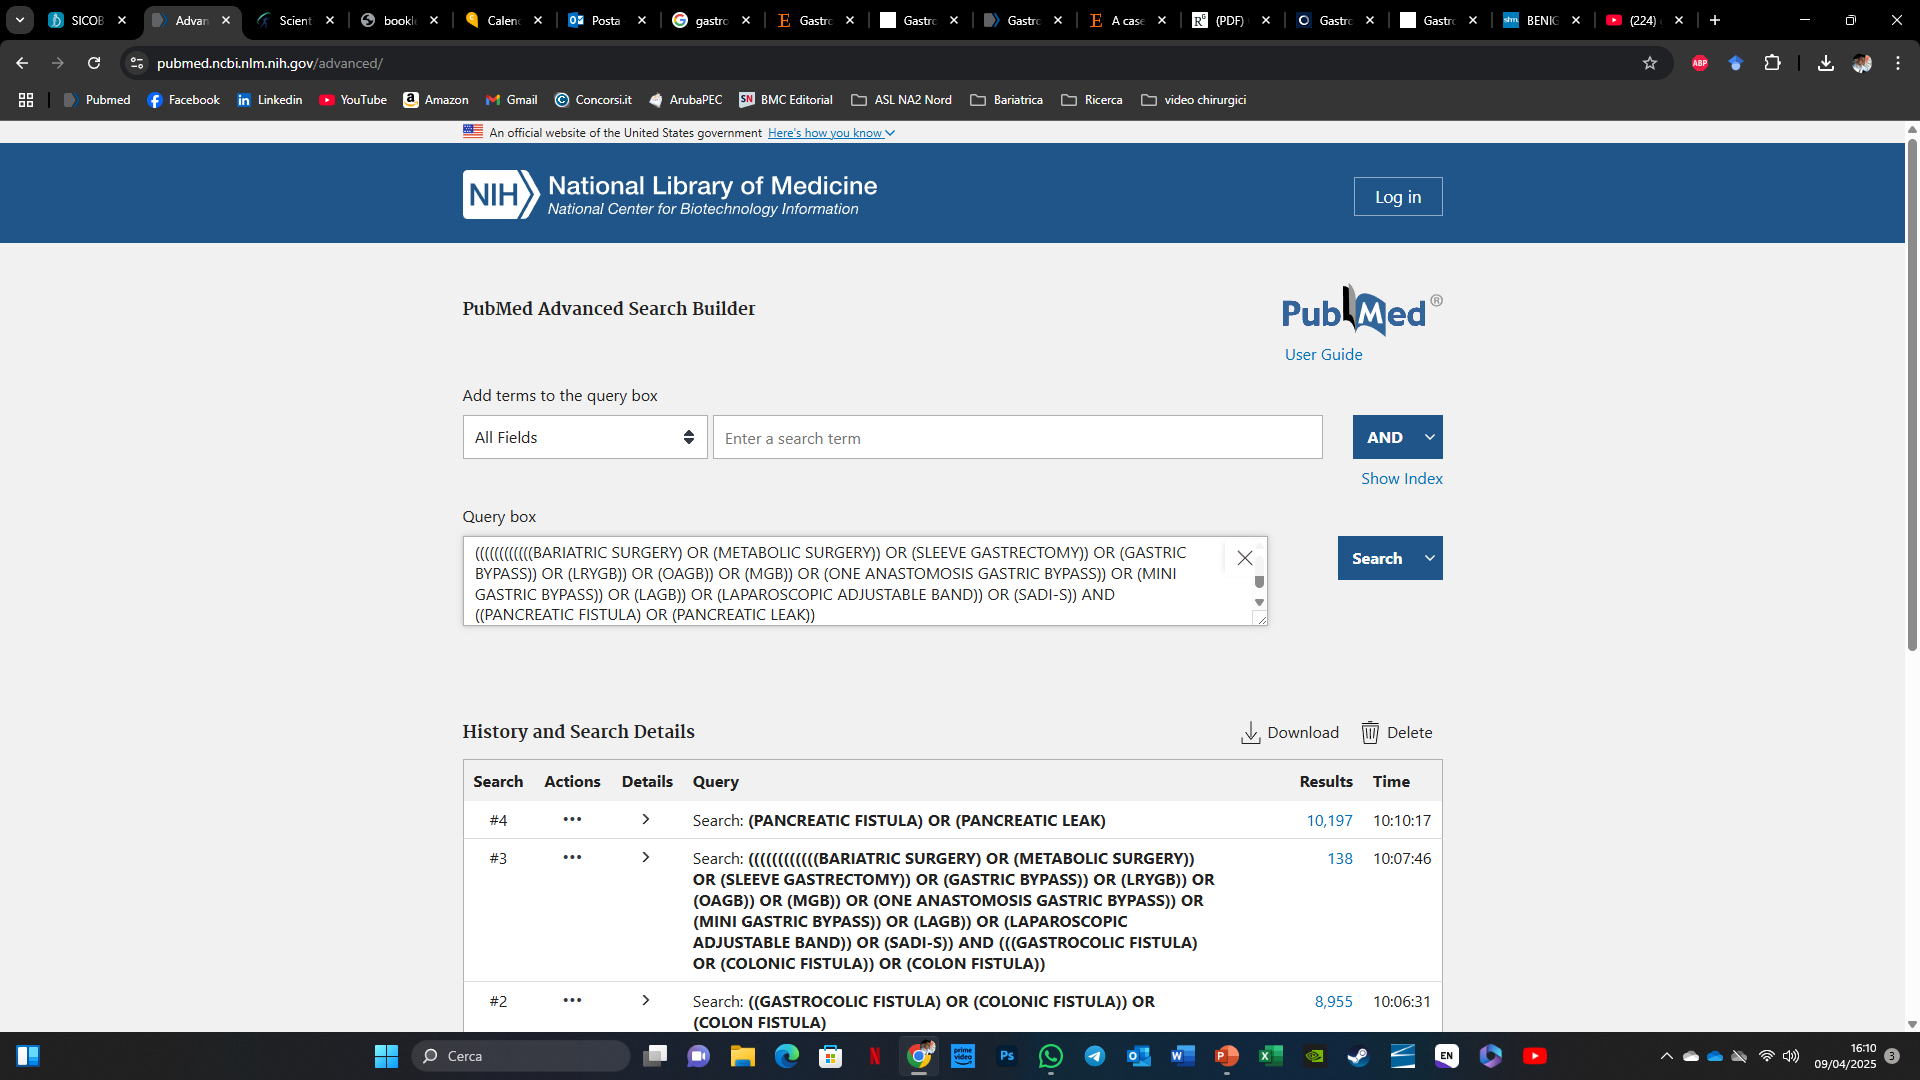 SICOB
Advan
Scient
bookle
Calend
Posta
gastro
Gastro
Gastro
Gastro
A case
(PDF)
Gastro
Gastro
BENIG
(224)
pubmed.ncbi.nlm.nih.gov/advanced/
ABP
Pubmed
Facebook
Linkedin
YouTube
Amazon
Gmail
Concorsi.it
ArubaPEC
SN BMC Editorial
ASL NA2 Nord
Bariatrica
Ricerca
video chirurgici
An official website of the United States government Here's how you know
NIH National Library of Medicine
National Center for Biotechnology Information
Log in
PubMed Advanced Search Builder
PubMed ®
User Guide
Add terms to the query box
All Fields
Enter a search term
AND
Show Index
Query box
((((((((((((BARIATRIC SURGERY) OR (METABOLIC SURGERY)) OR (SLEEVE GASTRECTOMY)) OR (GASTRIC
BYPASS)) OR (LRYGB)) OR (OAGB)) OR (MGB)) OR (ONE ANASTOMOSIS GASTRIC BYPASS)) OR (MINI
GASTRIC BYPASS)) OR (LAGB)) OR (LAPAROSCOPIC ADJUSTABLE BAND)) OR (SADI-S)) AND
((PANCREATIC FISTULA) OR (PANCREATIC LEAK))
Search
History and Search Details
Download
Delete
Search Actions Details Query Results Time
#4 Search: (PANCREATIC FISTULA) OR (PANCREATIC LEAK) 10,197 10:10:17
#3 Search: ((((((((((((BARIATRIC SURGERY) OR (METABOLIC SURGERY)) 138 10:07:46
OR (SLEEVE GASTRECTOMY)) OR (GASTRIC BYPASS)) OR (LRYGB)) OR
(OAGB)) OR (MGB)) OR (ONE ANASTOMOSIS GASTRIC BYPASS)) OR
(MINI GASTRIC BYPASS)) OR (LAGB)) OR (LAPAROSCOPIC
ADJUSTABLE BAND)) OR (SADI-S)) AND (((GASTROCOLIC FISTULA)
OR (COLONIC FISTULA)) OR (COLON FISTULA))
#2 Search: ((GASTROCOLIC FISTULA) OR (COLONIC FISTULA)) OR 8,955 10:06:31
(COLON FISTULA)
Cerca
prime video
Ps
EN
16:10
09/04/2025
3